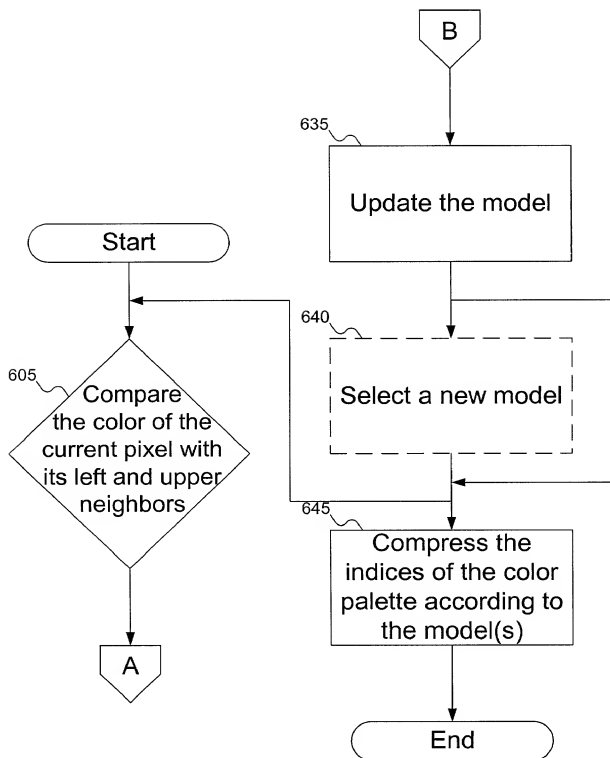 Start
605
Compare
the color of the
current pixel with
its left and upper
neighbors
A
B
635
Update the model
640
Select a new model
645
Compress the
indices of the color
palette according to
the model(s)
End